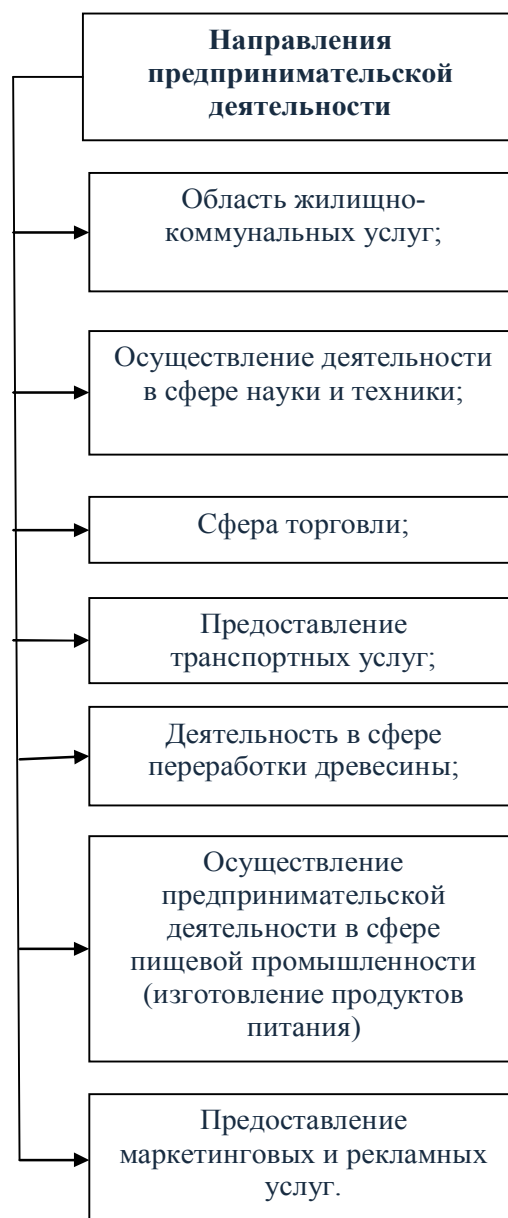 Направления
предпринимательской
деятельности
Область жилищно-
коммунальных услуг;
Осуществление деятельности
в сфере науки и техники;
Сфера торговли;
Предоставление
транспортных услуг;
Деятельность в сфере
переработки древесины;
Осуществление
предпринимательской
деятельности в сфере
пищевой промышленности
(изготовление продуктов
питания)
Предоставление
маркетинговых и рекламных
услуг.